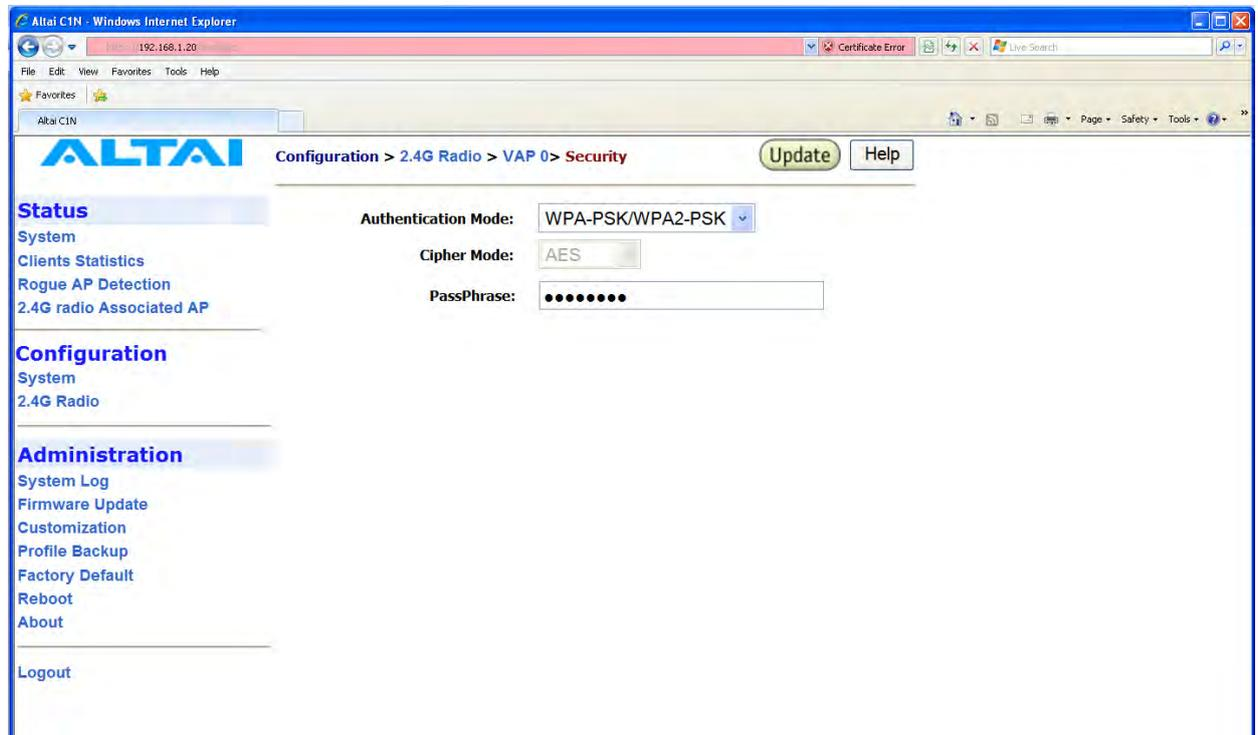 Altai C1N - Windows Internet Explorer
192.168.1.20
Certificate Error
Live Search
File Edit View Favorites Tools Help
Favorites
Altai C1N
Page Safety Tools
ALTAI
Configuration > 2.4G Radio > VAP 0> Security
Update
Help
Status
System
Clients Statistics
Rogue AP Detection
2.4G radio Associated AP
Configuration
System
2.4G Radio
Administration
System Log
Firmware Update
Customization
Profile Backup
Factory Default
Reboot
About
Logout
Authentication Mode: WPA-PSK/WPA2-PSK
Cipher Mode: AES
PassPhrase: ●●●●●●●●